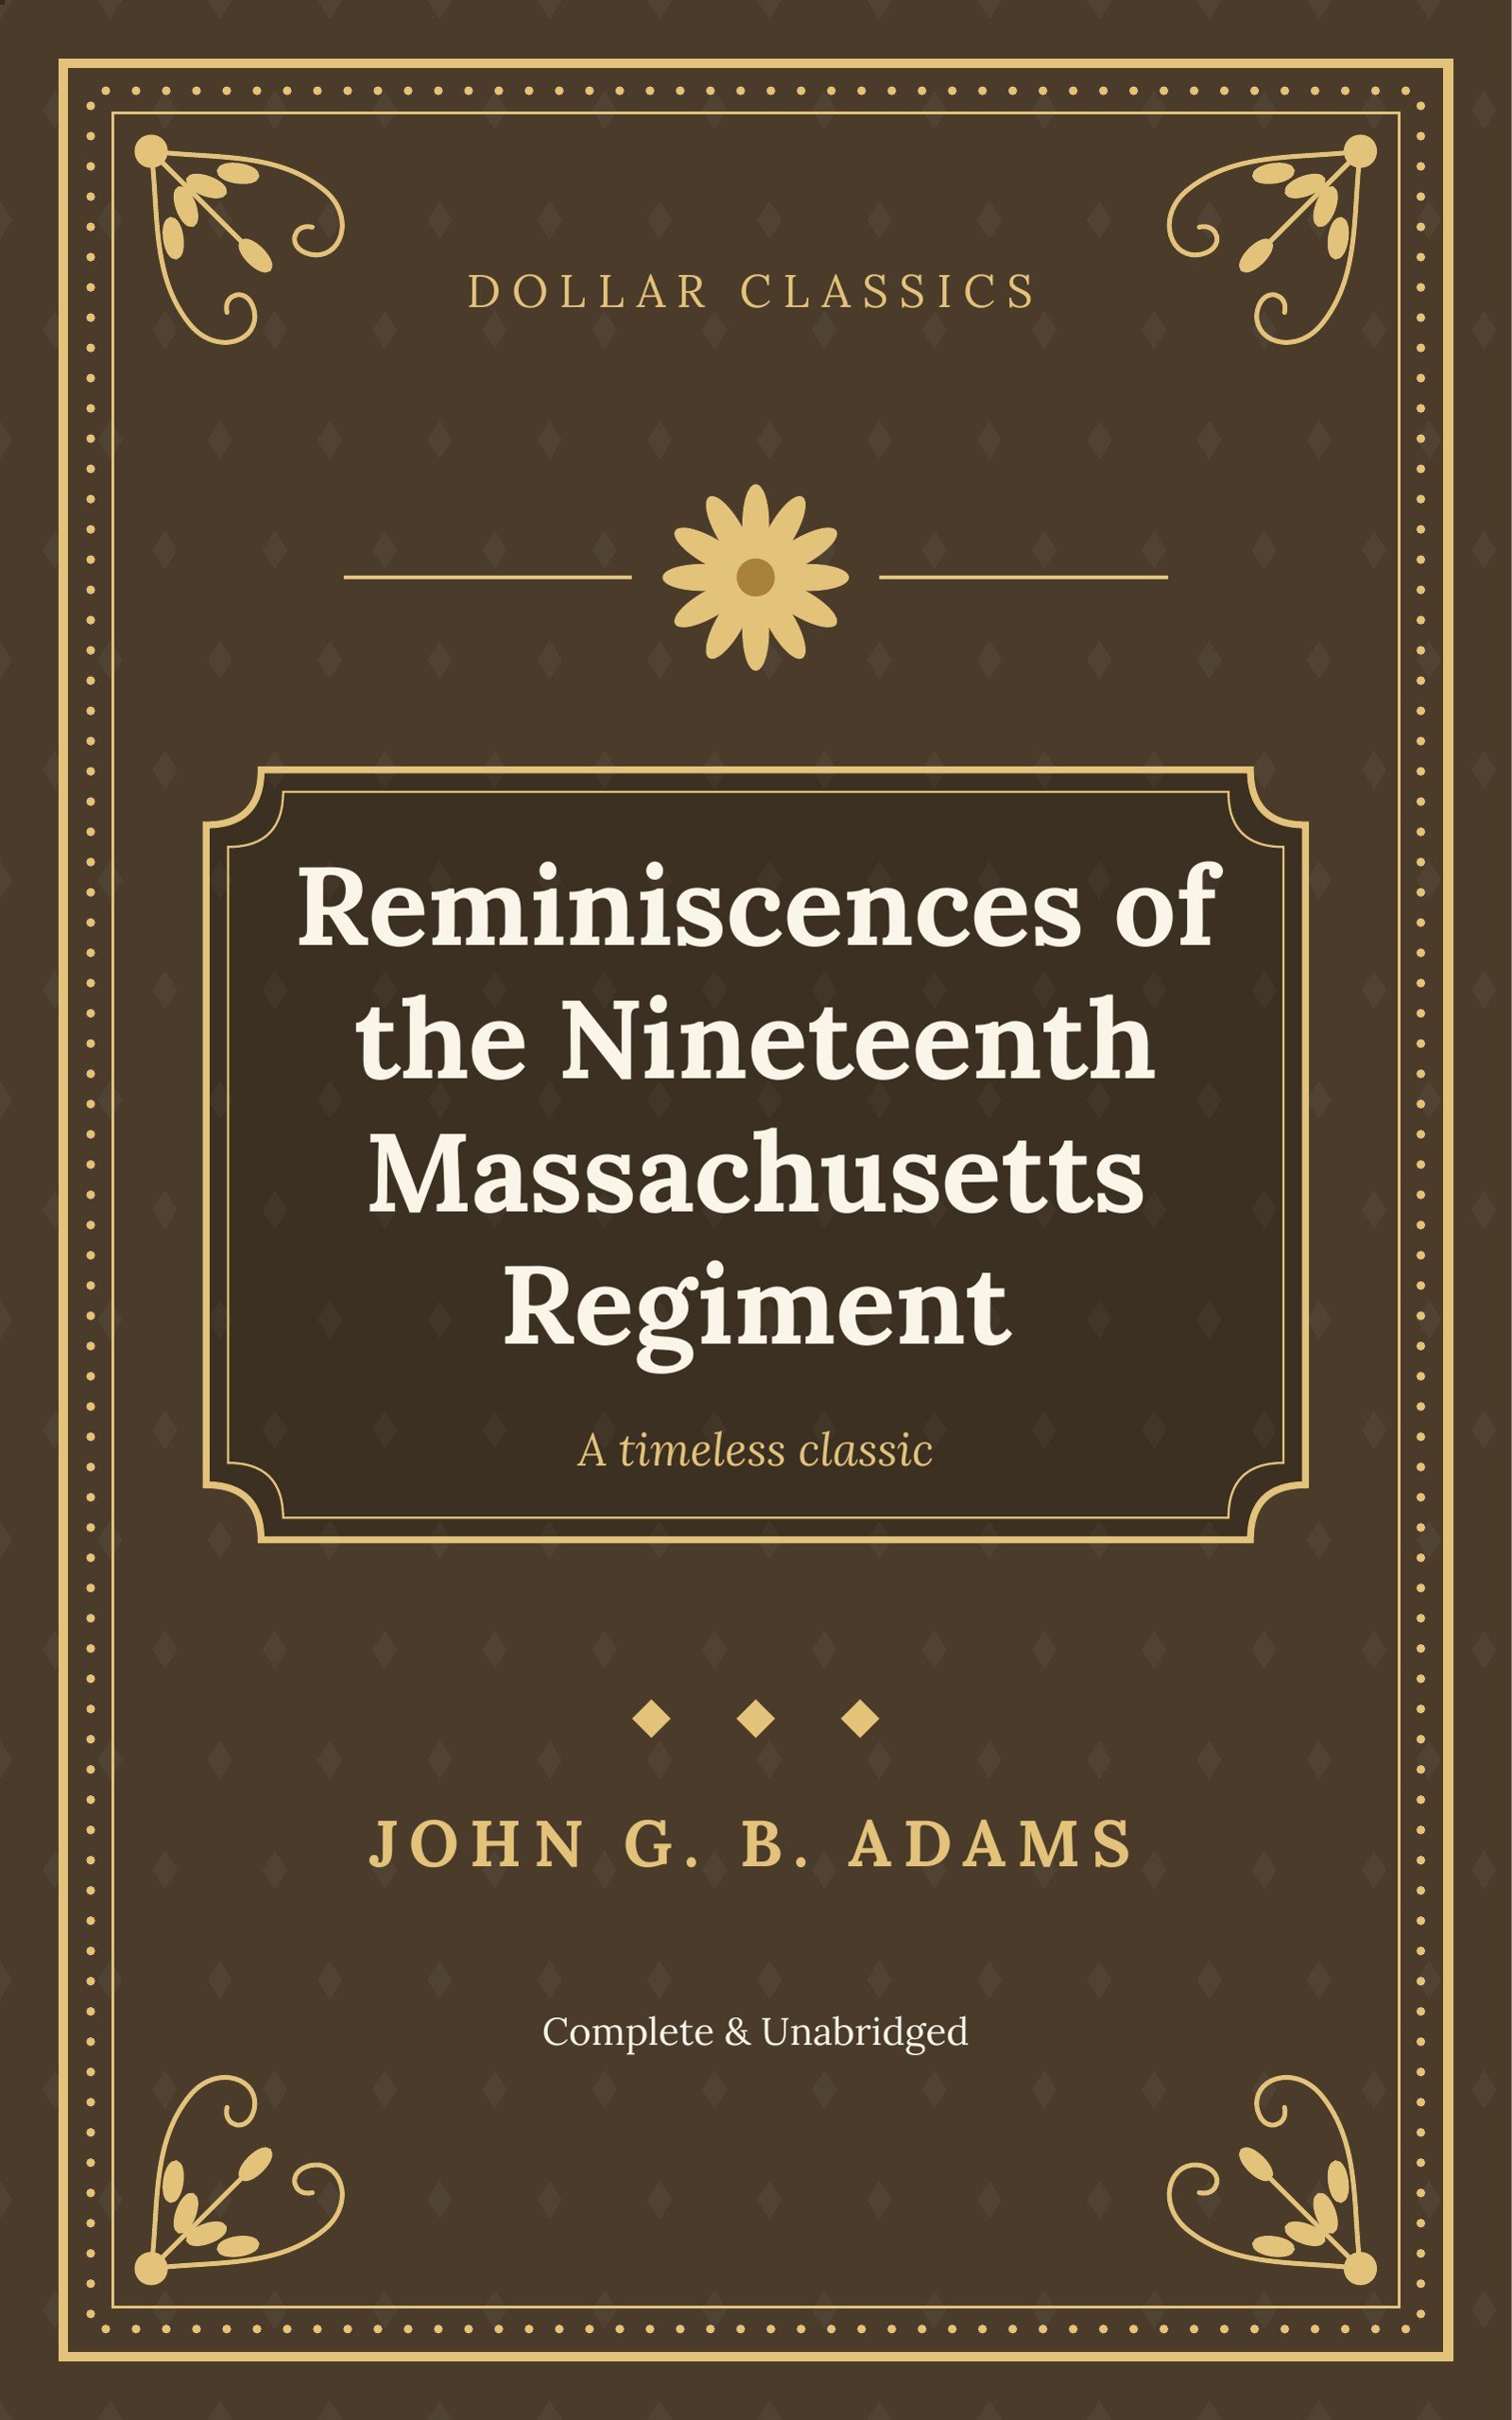 DOLLAR CLASSICS
Reminiscences of
the Nineteenth
Massachusetts
Regiment
A timeless classic
JOHN G. B. ADAMS
Complete & Unabridged